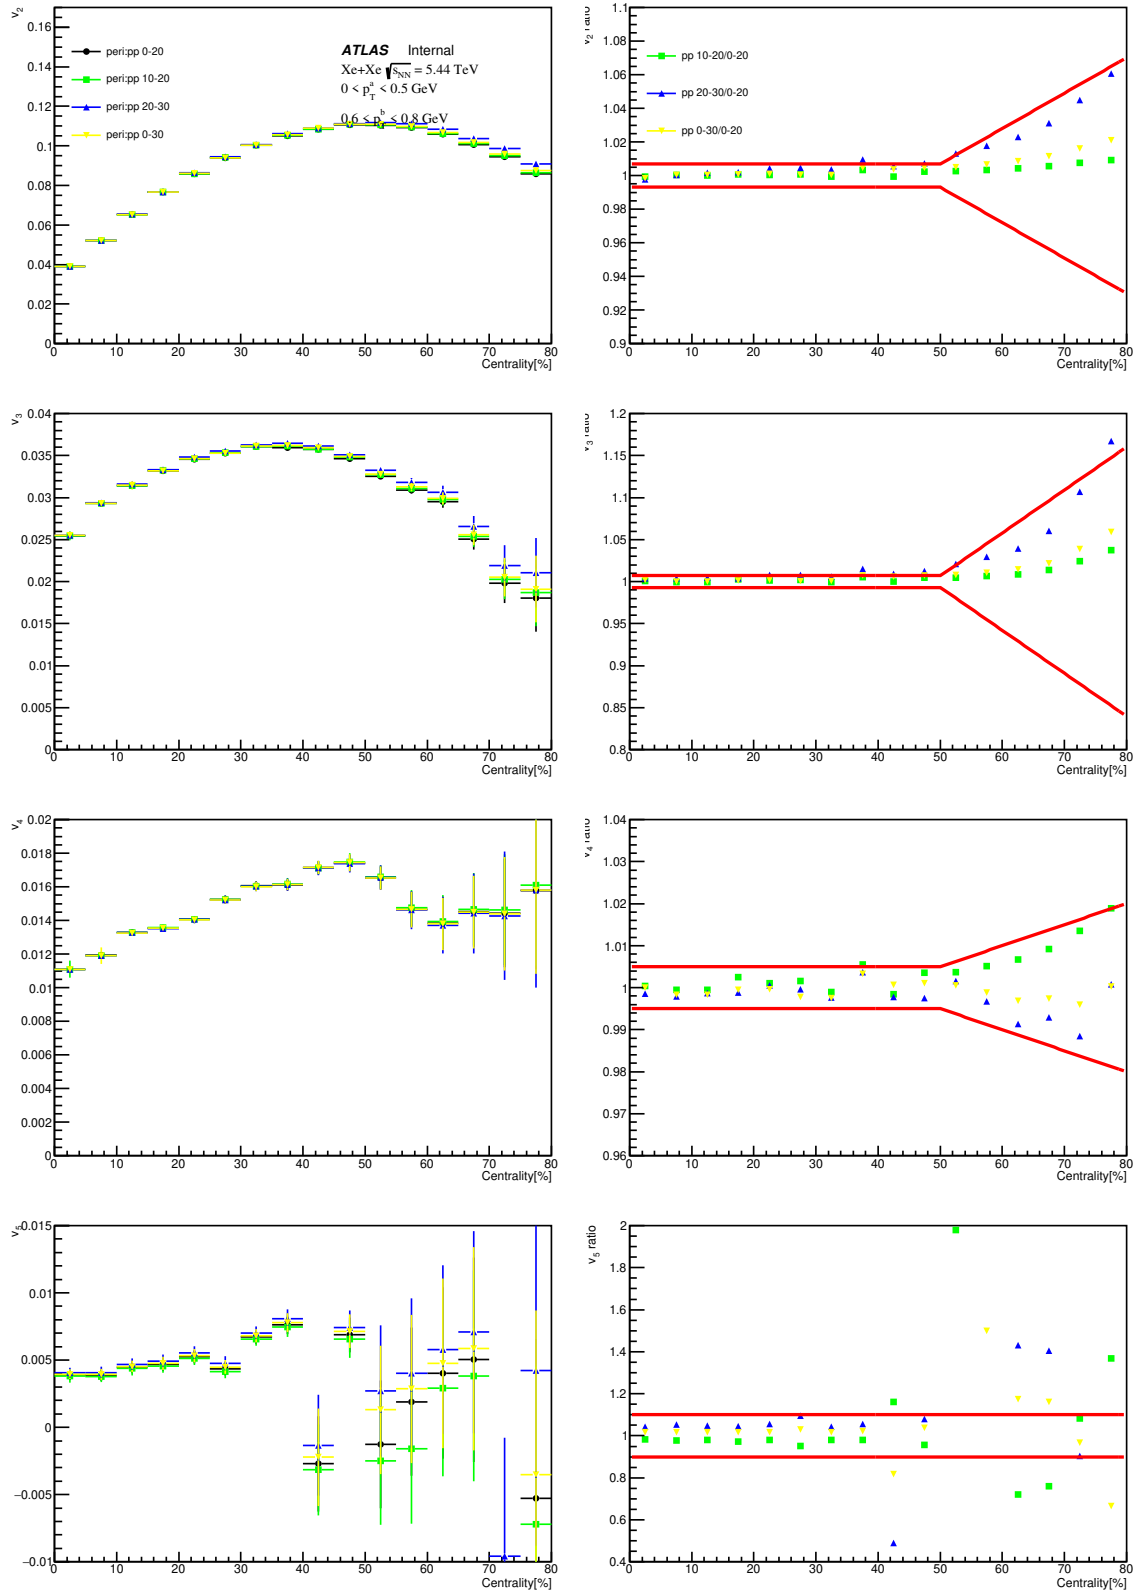 v2
0.16
0.14
0.12
0.1
0.08
0.06
0.04
0.02
0
peri:pp 0-20
peri:pp 10-20
peri:pp 20-30
peri:pp 0-30
ATLAS Internal
Xe+Xe √sNN = 5.44 TeV
0 < pTa < 0.5 GeV
0.6 < pTb < 0.8 GeV
0 10 20 30 40 50 60 70 80
Centrality[%]
v2 ratio
1.1
1.08
1.06
1.04
1.02
1
0.98
0.96
0.94
0.92
0.9
pp 10-20/0-20
pp 20-30/0-20
pp 0-30/0-20
0 10 20 30 40 50 60 70 80
Centrality[%]
v3
0.04
0.035
0.03
0.025
0.02
0.015
0.01
0.005
0
0 10 20 30 40 50 60 70 80
Centrality[%]
v3 ratio
1.2
1.15
1.1
1.05
1
0.95
0.9
0.85
0.8
0 10 20 30 40 50 60 70 80
Centrality[%]
v4
0.02
0.018
0.016
0.014
0.012
0.01
0.008
0.006
0.004
0.002
0
0 10 20 30 40 50 60 70 80
Centrality[%]
v4 ratio
1.04
1.03
1.02
1.01
1
0.99
0.98
0.97
0.96
0 10 20 30 40 50 60 70 80
Centrality[%]
v5
0.015
0.01
0.005
0
−0.005
−0.01
0 10 20 30 40 50 60 70 80
Centrality[%]
v5 ratio
2
1.8
1.6
1.4
1.2
1
0.8
0.6
0.4
0 10 20 30 40 50 60 70 80
Centrality[%]